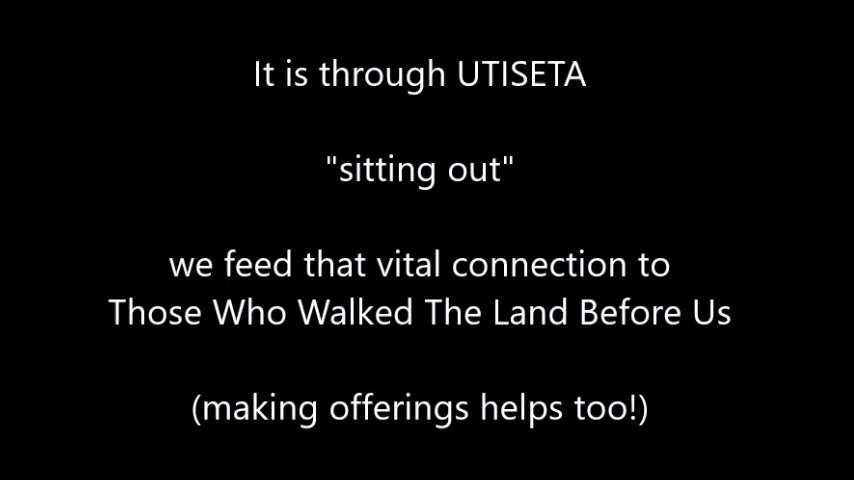 It is through UTISETA
"sitting out"
we feed that vital connection to
Those Who Walked The Land Before Us
(making offerings helps too!)